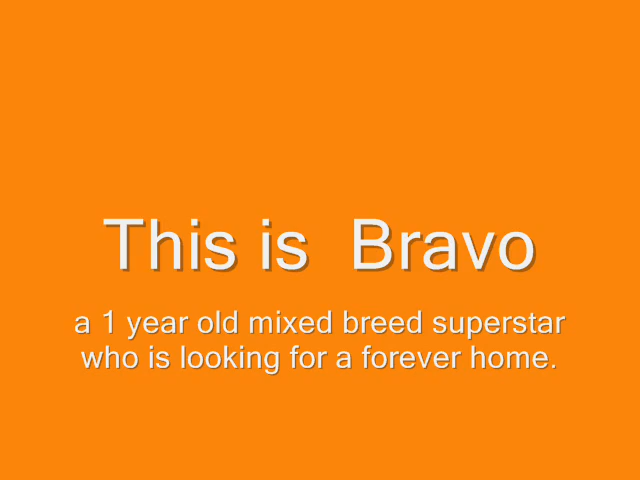 This is  Bravo
a 1 year old mixed breed superstar
who is looking for a forever home.